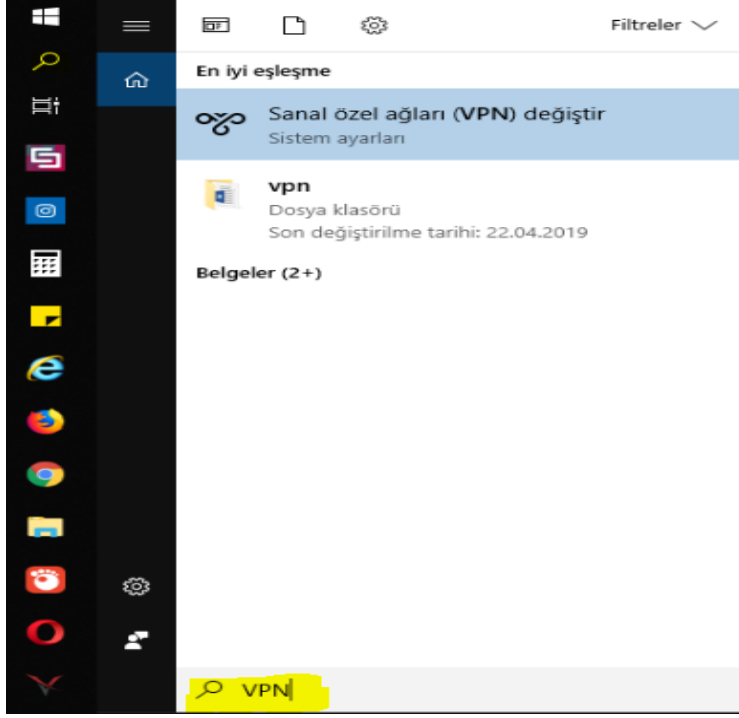 Filtreler
En iyi eşleşme
Sanal özel ağları (VPN) değiştir
Sistem ayarları
vpn
Dosya klasörü
Son değiştirilme tarihi: 22.04.2019
Belgeler (2+)
VPN